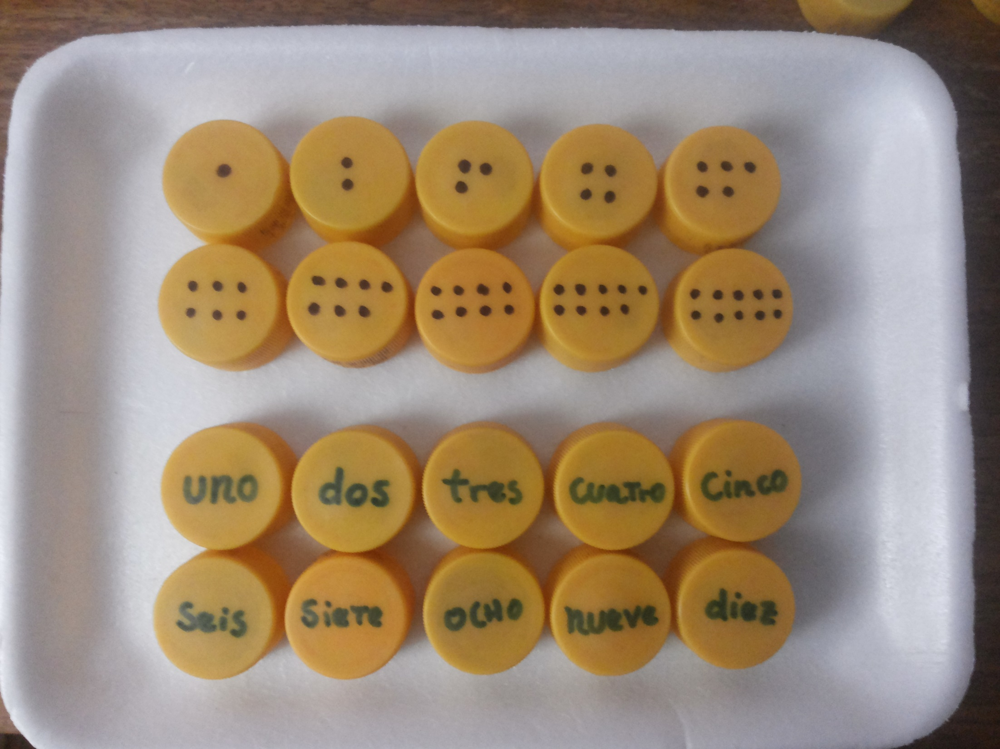 uno dos tres cuatro cinco
seis siete ocho nueve diez